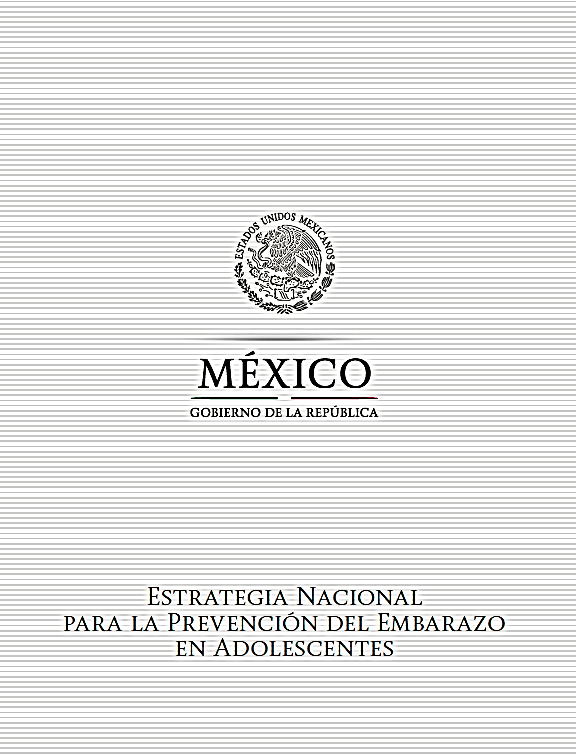 ESTADOS UNIDOS MEXICANOS
MÉXICO
GOBIERNO DE LA REPÚBLICA
ESTRATEGIA NACIONAL
PARA LA PREVENCIÓN DEL EMBARAZO
EN ADOLESCENTES